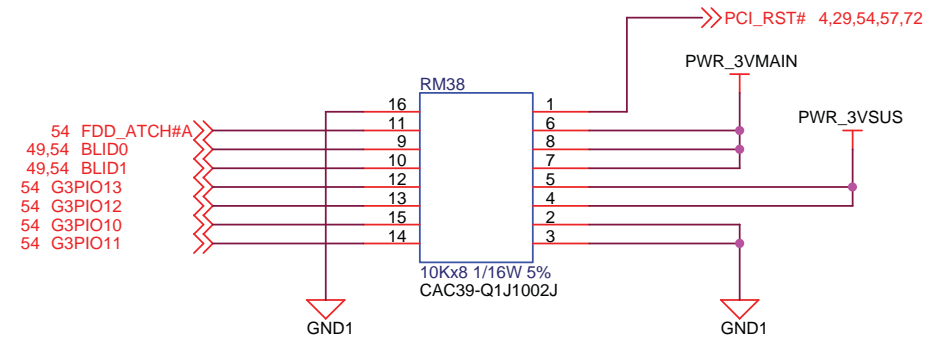 PCI_RST# 4,29,54,57,72
PWR_3VMAIN
RM38
PWR_3VSUS
16 1
54 FDD_ATCH#A 11 6
49,54 BLID0 9 8
49,54 BLID1 10 7
54 G3PIO13 12 5
54 G3PIO12 13 4
54 G3PIO10 15 2
54 G3PIO11 14 3
10Kx8 1/16W 5%
CAC39-Q1J1002J
GND1 GND1